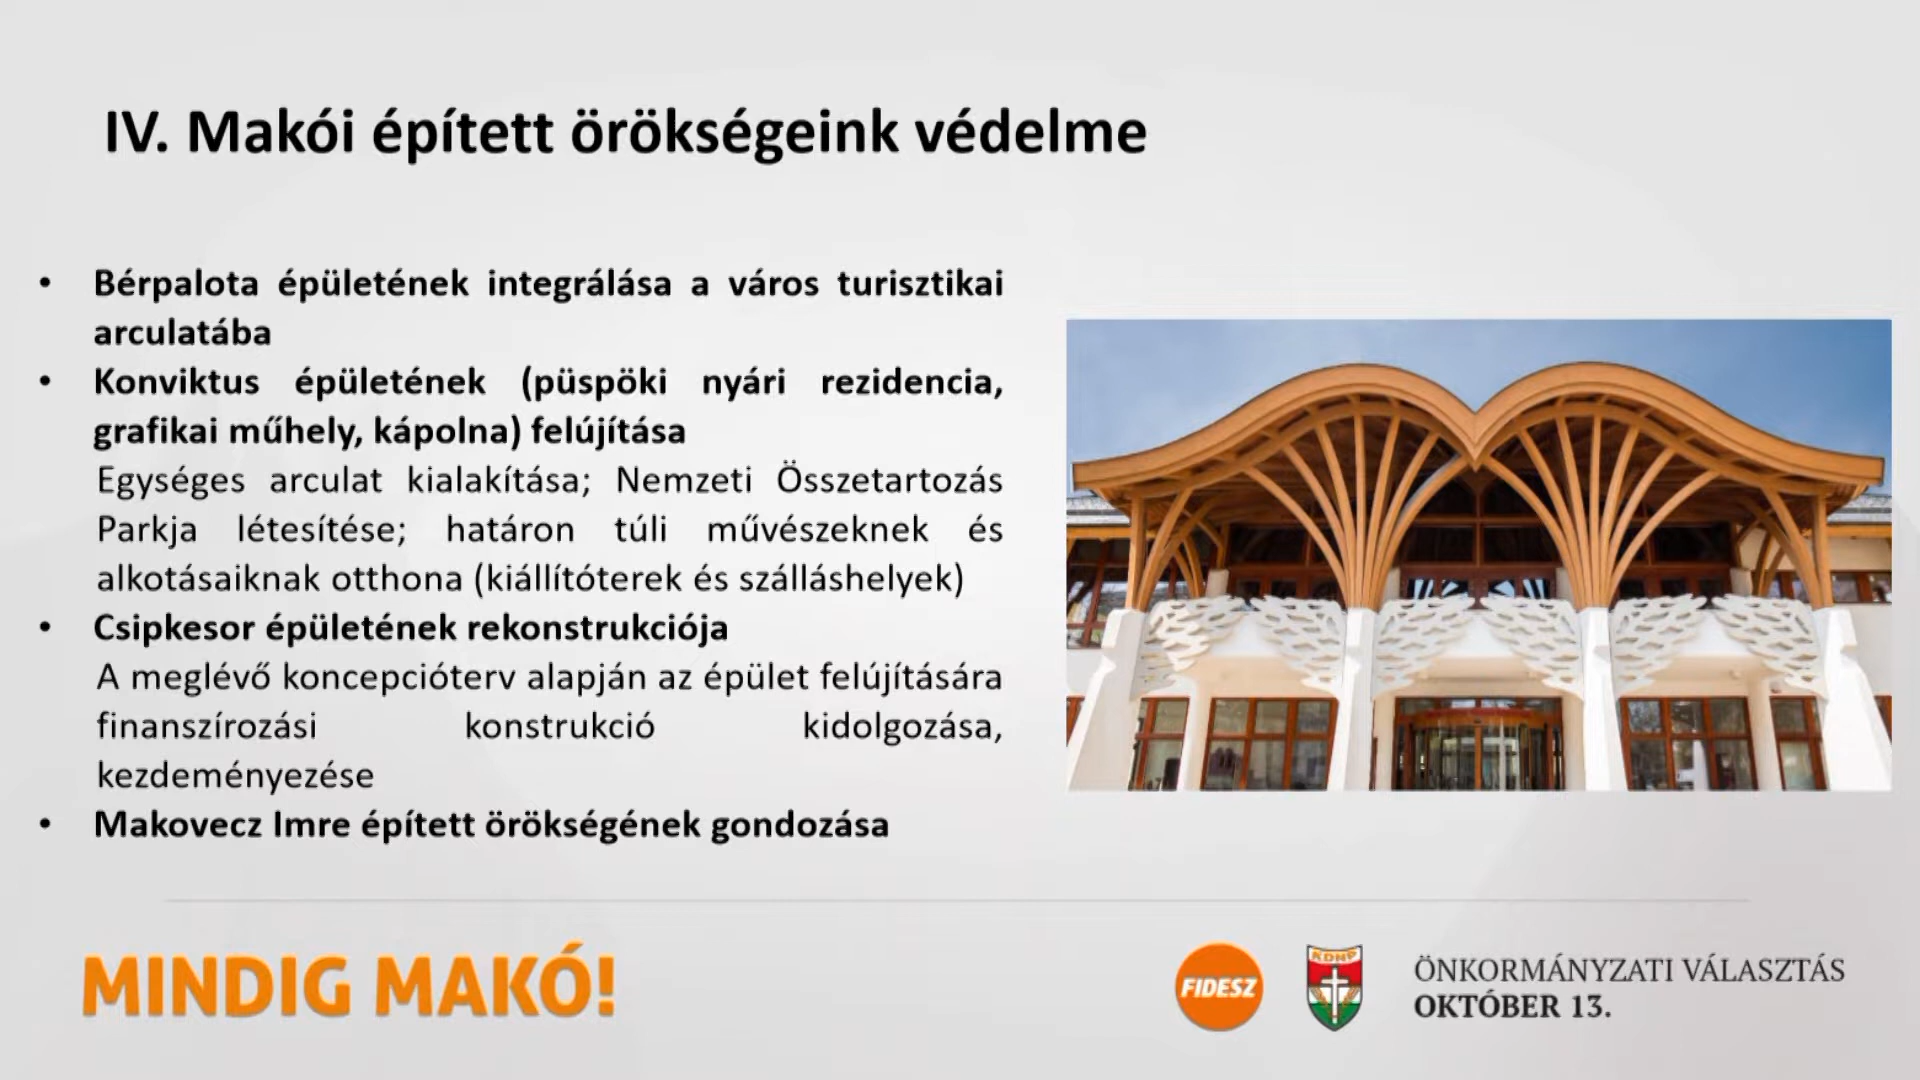 IV. Makói épített örökségeink védelme
• Bérpalota épületének integrálása a város turisztikai
arculatába
• Konviktus épületének (püspöki nyári rezidencia,
grafikai műhely, kápolna) felújítása
Egységes arculat kialakítása; Nemzeti Összetartozás
Parkja létesítése; határon túli művészeknek és
alkotásaiknak otthona (kiállítóterek és szálláshelyek)
• Csipkesor épületének rekonstrukciója
A meglévő koncepcióterv alapján az épület felújítására
finanszírozási konstrukció kidolgozása,
kezdeményezése
• Makovecz Imre épített örökségének gondozása
MINDIG MAKÓ!
FIDESZ
KDNP
ÖNKORMÁNYZATI VÁLASZTÁS
OKTÓBER 13.